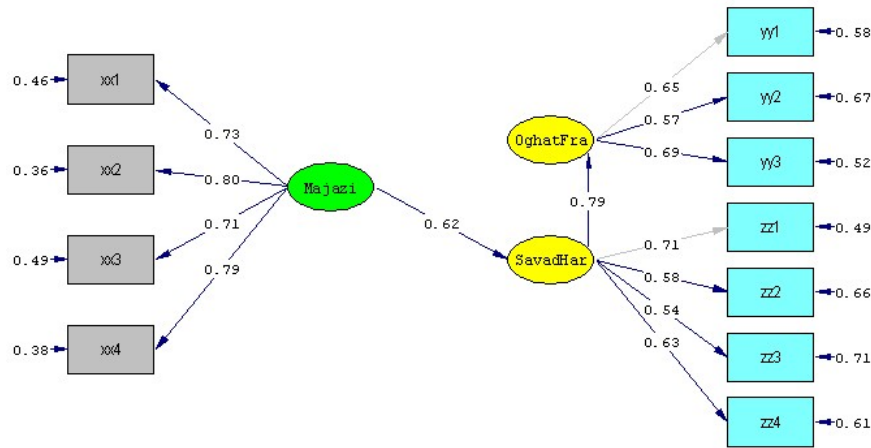 0.46 xx1
0.36 xx2
0.49 xx3
0.38 xx4
0.73
0.80
0.71
0.79
Majazi
0.62
OghatFra
0.79
SavadHar
0.65
0.57
0.69
0.71
0.58
0.54
0.63
yy1 0.58
yy2 0.67
yy3 0.52
zz1 0.49
zz2 0.66
zz3 0.71
zz4 0.61